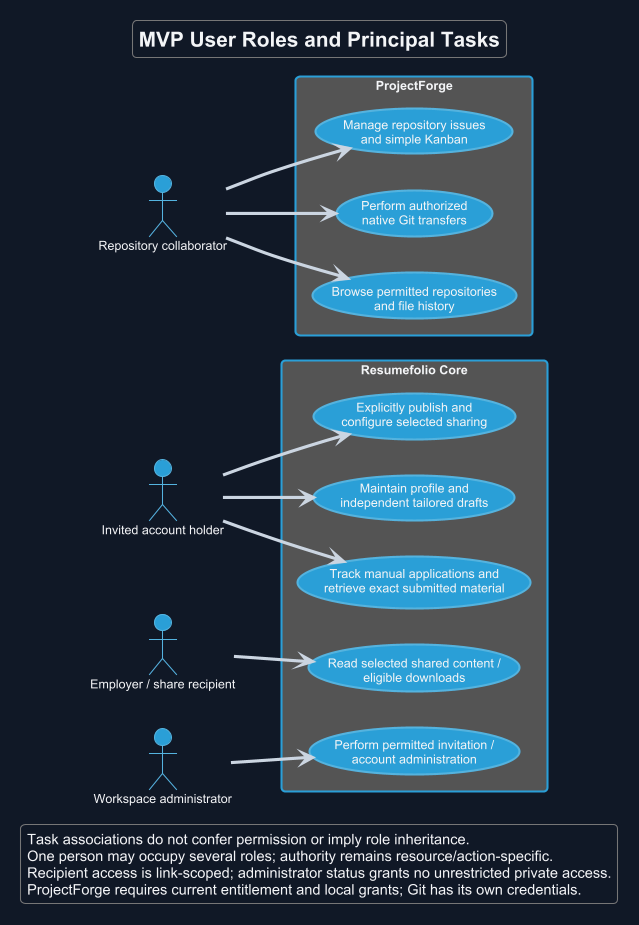 MVP User Roles and Principal Tasks
ProjectForge
Manage repository issues
and simple Kanban
Perform authorized
native Git transfers
Repository collaborator
Browse permitted repositories
and file history
Resumefolio Core
Explicitly publish and
configure selected sharing
Maintain profile and
independent tailored drafts
Invited account holder
Track manual applications and
retrieve exact submitted material
Read selected shared content /
eligible downloads
Employer / share recipient
Perform permitted invitation /
account administration
Workspace administrator
Task associations do not confer permission or imply role inheritance.
One person may occupy several roles; authority remains resource/action-specific.
Recipient access is link-scoped; administrator status grants no unrestricted private access.
ProjectForge requires current entitlement and local grants; Git has its own credentials.